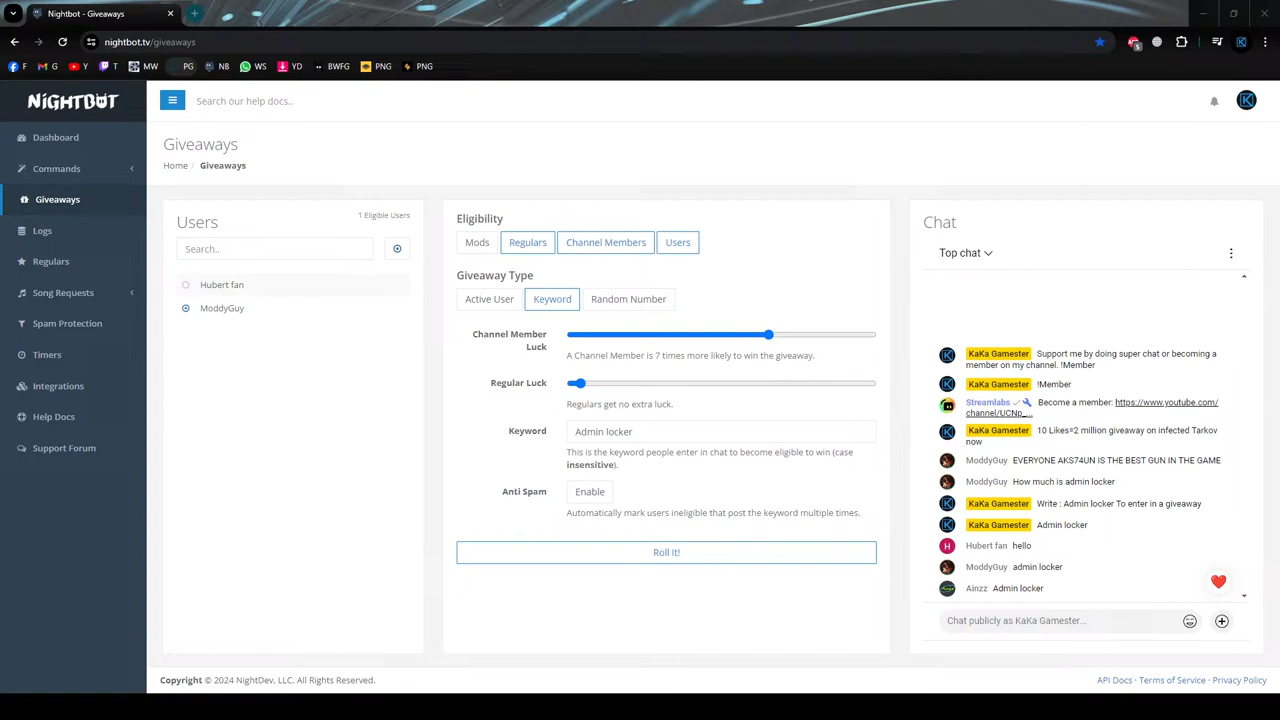 Nightbot - Giveaways
nightbot.tv/giveaways
F G Y T MW PG NB WS YD BWFG PNG PNG
NIGHTBOT
Search our help docs..
Dashboard
Commands
Giveaways
Logs
Regulars
Song Requests
Spam Protection
Timers
Integrations
Help Docs
Support Forum
Giveaways
Home / Giveaways
Users
1 Eligible Users
Search..
Hubert fan
ModdyGuy
Eligibility
Mods Regulars Channel Members Users
Giveaway Type
Active User Keyword Random Number
Channel Member
Luck
A Channel Member is 7 times more likely to win the giveaway.
Regular Luck
Regulars get no extra luck.
Keyword Admin locker
This is the keyword people enter in chat to become eligible to win (case
insensitive).
Anti Spam Enable
Automatically mark users ineligible that post the keyword multiple times.
Roll It!
Chat
Top chat
KaKa Gamester Support me by doing super chat or becoming a
member on my channel. !Member
KaKa Gamester !Member
Streamlabs Become a member: https://www.youtube.com/
channel/UCNp_...
KaKa Gamester 10 Likes=2 million giveaway on infected Tarkov
now
ModdyGuy EVERYONE AKS74UN IS THE BEST GUN IN THE GAME
ModdyGuy How much is admin locker
KaKa Gamester Write : Admin locker To enter in a giveaway
KaKa Gamester Admin locker
H Hubert fan hello
ModdyGuy admin locker
Ainzz Admin locker
Chat publicly as KaKa Gamester...
Copyright © 2024 NightDev, LLC. All Rights Reserved.
API Docs · Terms of Service · Privacy Policy